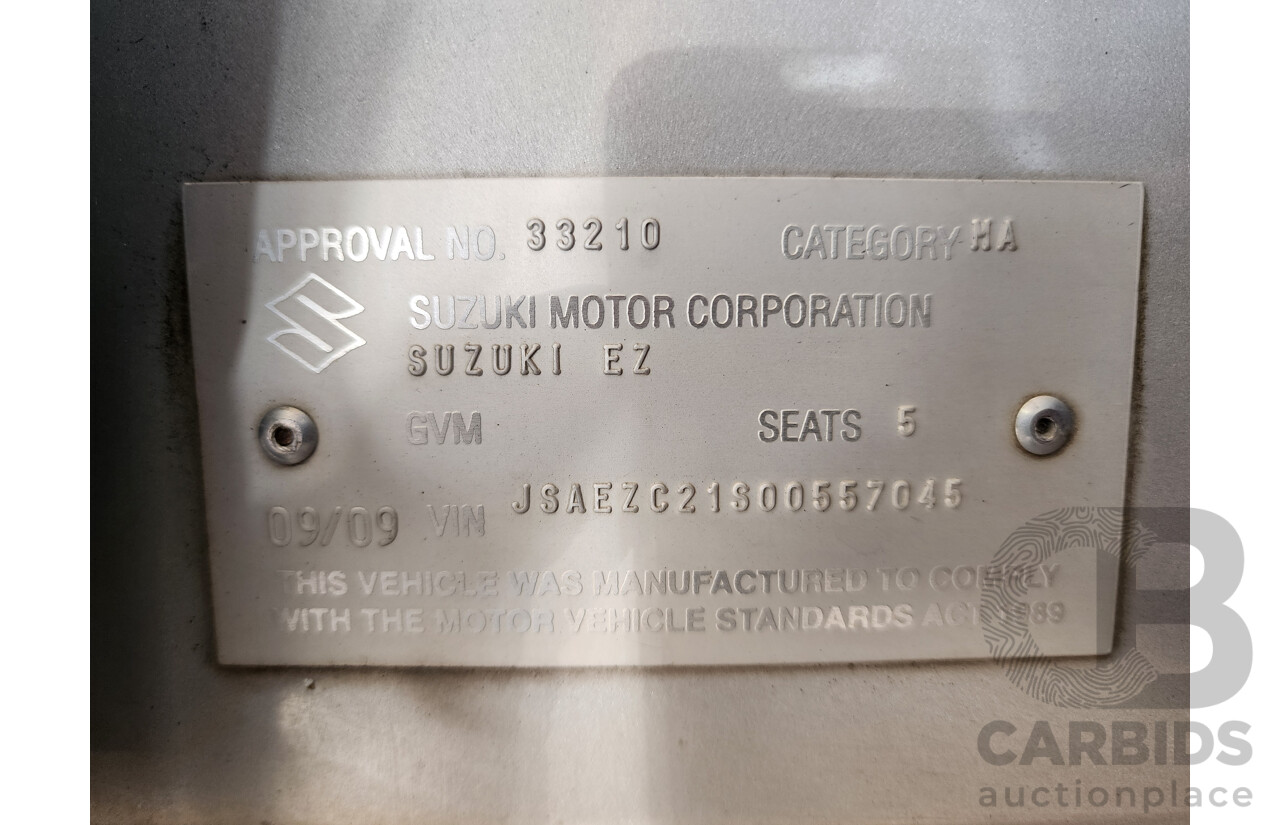 APPROVAL NO. 33210 CATEGORY MA
SUZUKI MOTOR CORPORATION
SUZUKI EZ
GVM SEATS 5
09/09 VIN JSAEZC21S00557045
THIS VEHICLE WAS MANUFACTURED TO COMPLY
WITH THE MOTOR VEHICLE STANDARDS ACT 1989
CARBIDS
auctionplace